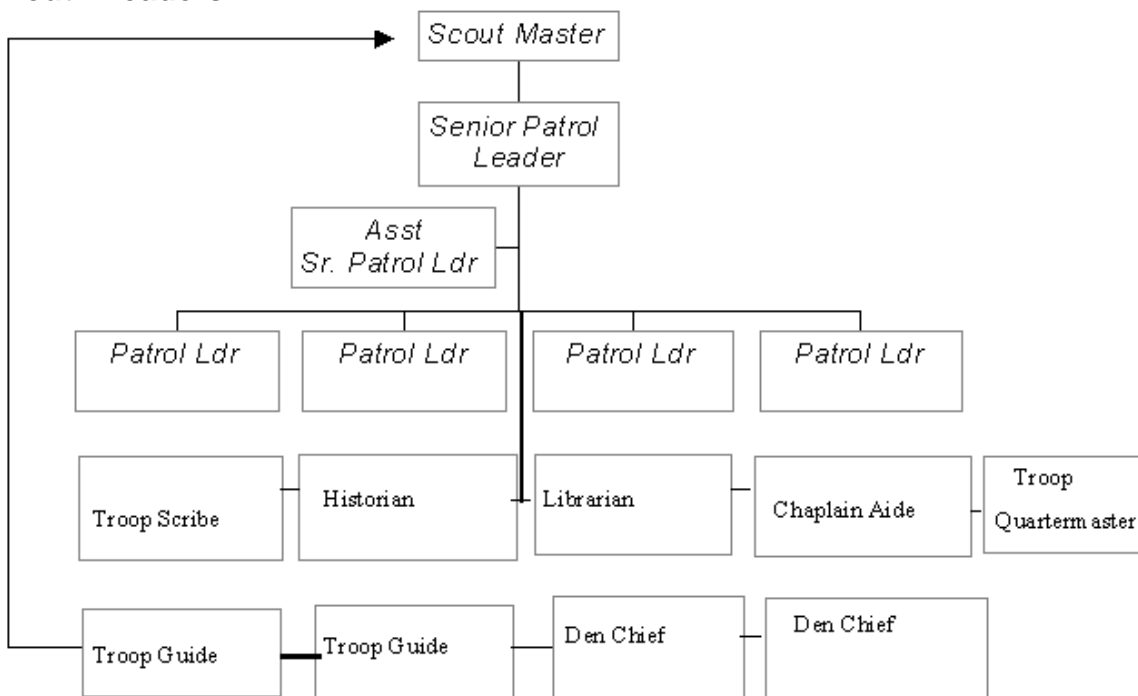 Scout Master
Senior Patrol
Leader
Asst
Sr. Patrol Ldr
Patrol Ldr
Patrol Ldr
Patrol Ldr
Patrol Ldr
Troop Scribe
Historian
Librarian
Chaplain Aide
Troop
Quartermaster
Troop Guide
Troop Guide
Den Chief
Den Chief